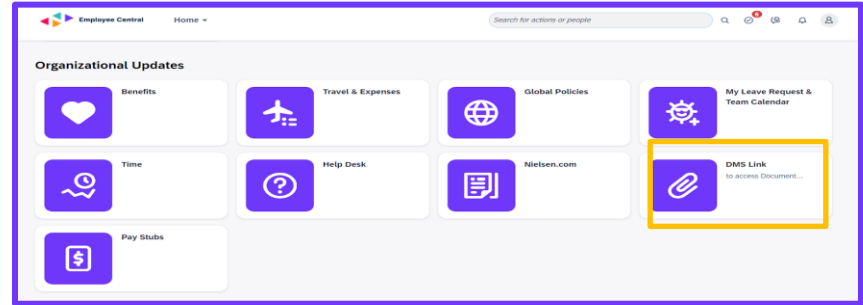 Employee Central
Home
Search for actions or people
6
Organizational Updates
Benefits
Travel & Expenses
Global Policies
My Leave Request &
Team Calendar
Time
Help Desk
Nielsen.com
DMS Link
to access Document...
Pay Stubs